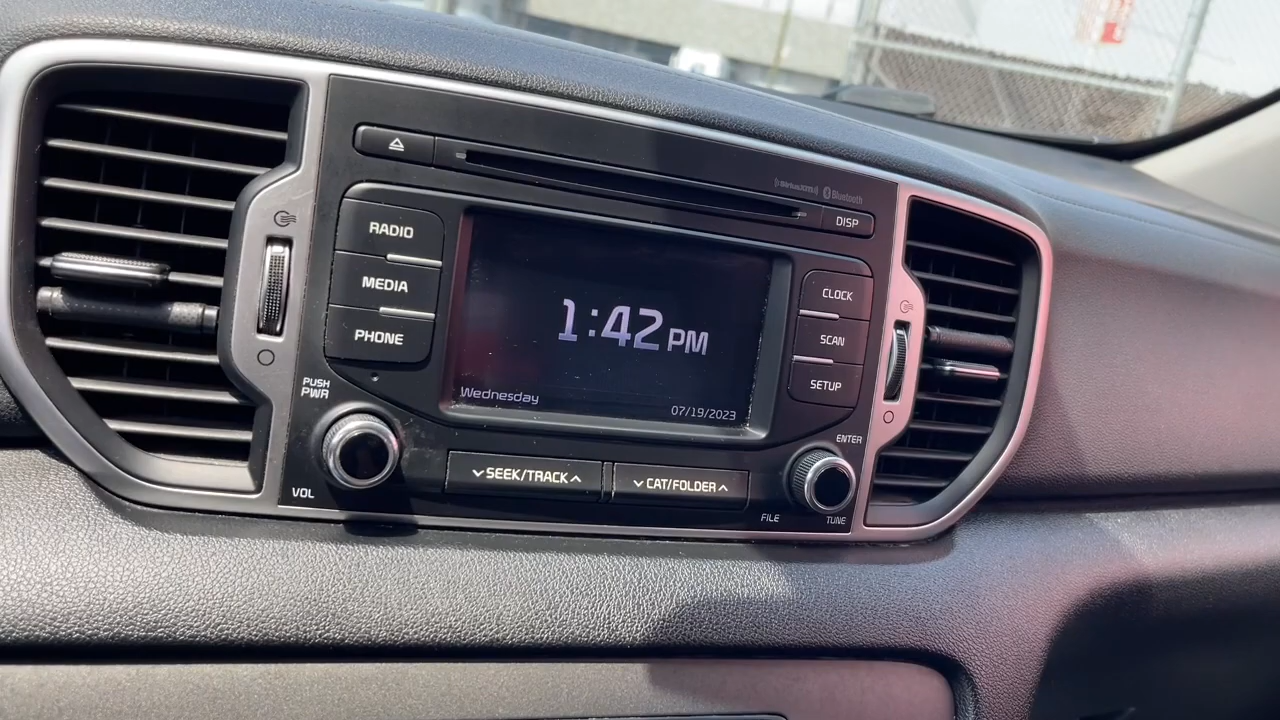 ((SiriusXM)) Bluetooth
DISP
RADIO
MEDIA
PHONE
1:42 PM
Wednesday
07/19/2023
CLOCK
SCAN
SETUP
PUSH
PWR
VOL
SEEK/TRACK
CAT/FOLDER
ENTER
FILE
TUNE